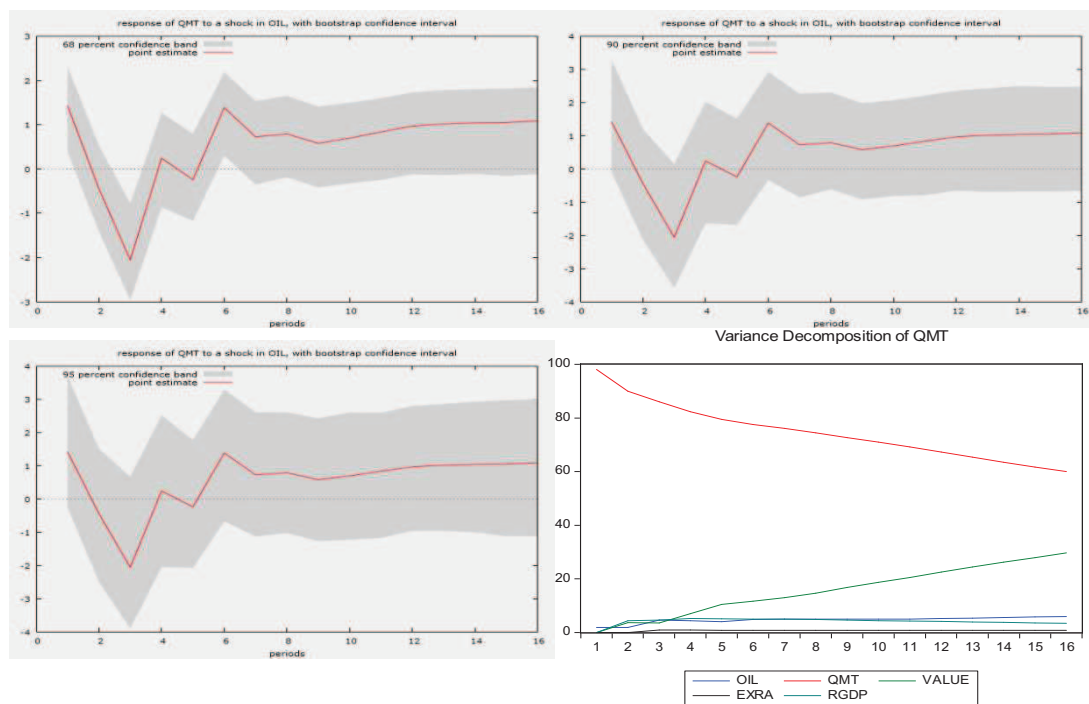 response of QMT to a shock in OIL, with bootstrap confidence interval
68 percent confidence band
point estimate
3
2
1
0
-1
-2
-3
0 2 4 6 8 10 12 14 16
periods
response of QMT to a shock in OIL, with bootstrap confidence interval
90 percent confidence band
point estimate
4
3
2
1
0
-1
-2
-3
-4
0 2 4 6 8 10 12 14 16
periods
response of QMT to a shock in OIL, with bootstrap confidence interval
95 percent confidence band
point estimate
4
3
2
1
0
-1
-2
-3
-4
0 2 4 6 8 10 12 14 16
periods
Variance Decomposition of QMT
100
80
60
40
20
0
1 2 3 4 5 6 7 8 9 10 11 12 13 14 15 16
OIL QMT VALUE
EXRA RGDP